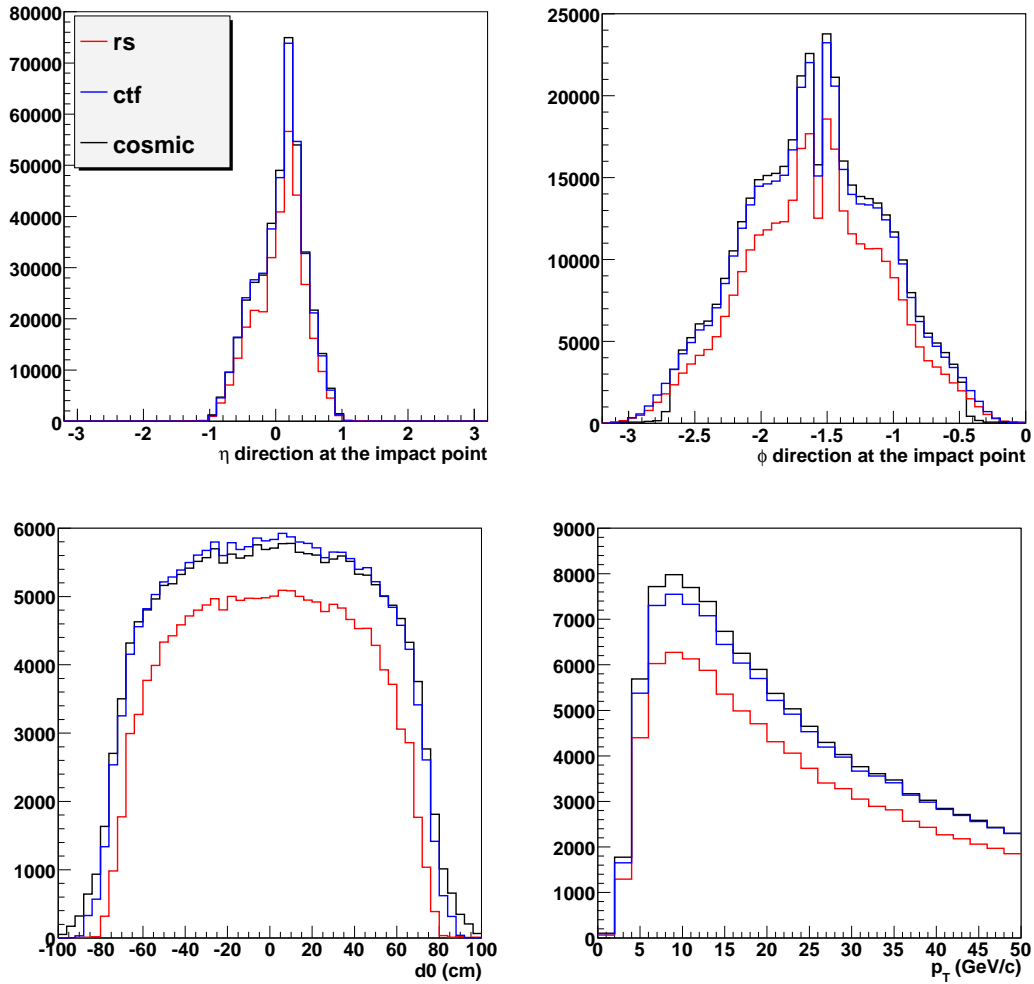 80000
70000
60000
50000
40000
30000
20000
10000
0
rs
ctf
cosmic
-3 -2 -1 0 1 2 3
η direction at the impact point
25000
20000
15000
10000
5000
0
-3 -2.5 -2 -1.5 -1 -0.5 0
ϕ direction at the impact point
6000
5000
4000
3000
2000
1000
0
-100 -80 -60 -40 -20 0 20 40 60 80 100
d0 (cm)
9000
8000
7000
6000
5000
4000
3000
2000
1000
0
0 5 10 15 20 25 30 35 40 45 50
p_T (GeV/c)